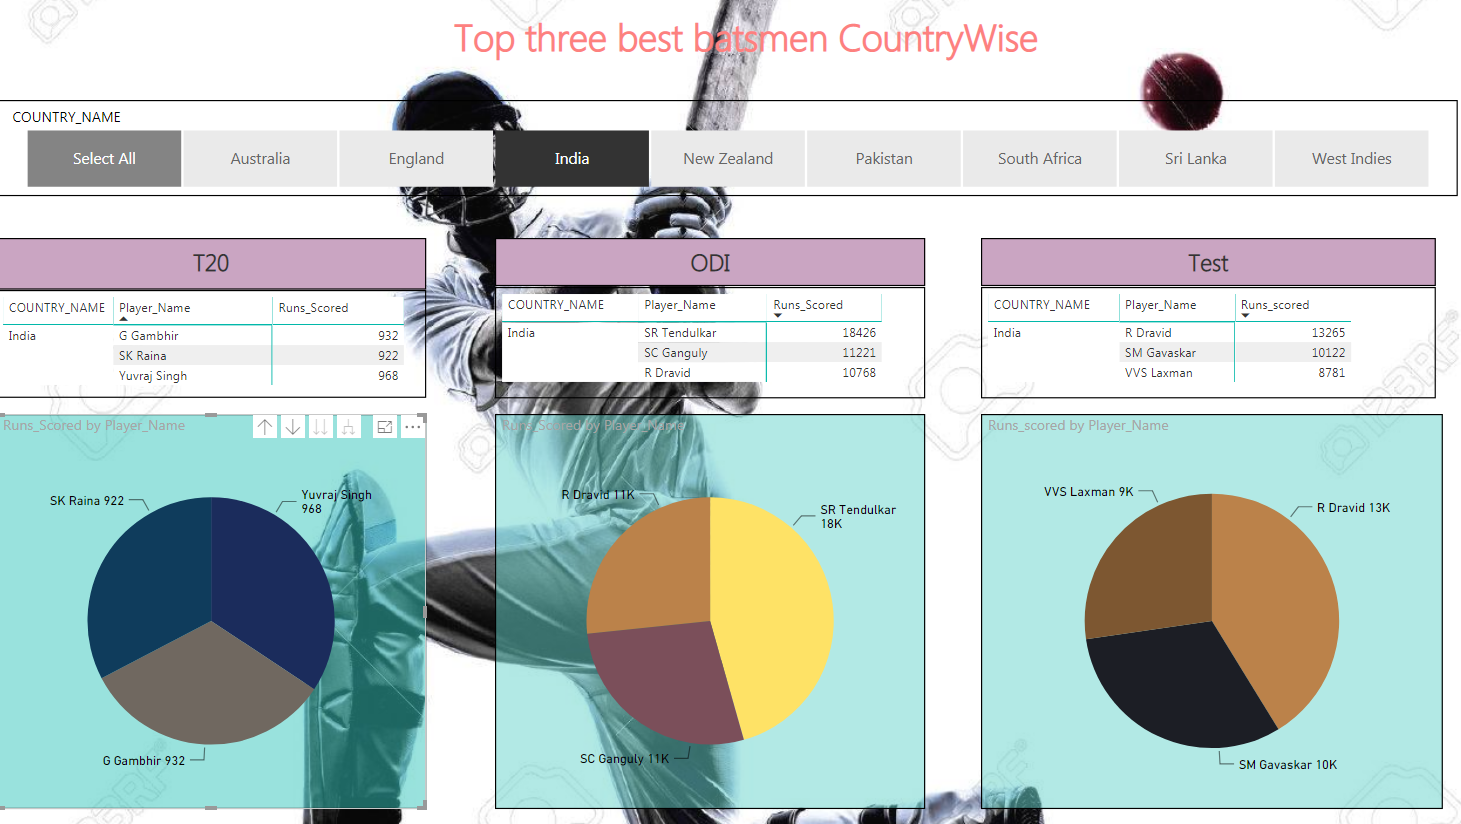 Top three best batsmen CountryWise
COUNTRY_NAME
Select All Australia England India New Zealand Pakistan South Africa Sri Lanka West Indies
T20
COUNTRY_NAME Player_Name Runs_Scored
India G Gambhir 932
SK Raina 922
Yuvraj Singh 968
ODI
COUNTRY_NAME Player_Name Runs_Scored
India SR Tendulkar 18426
SC Ganguly 11221
R Dravid 10768
Test
COUNTRY_NAME Player_Name Runs_scored
India R Dravid 13265
SM Gavaskar 10122
VVS Laxman 8781
Runs_Scored by Player_Name
SK Raina 922
Yuvraj Singh
968
G Gambhir 932
Runs_Scored by Player_Name
R Dravid 11K
SR Tendulkar
18K
SC Ganguly 11K
Runs_scored by Player_Name
VVS Laxman 9K
R Dravid 13K
SM Gavaskar 10K
123RF
123RF
123RF